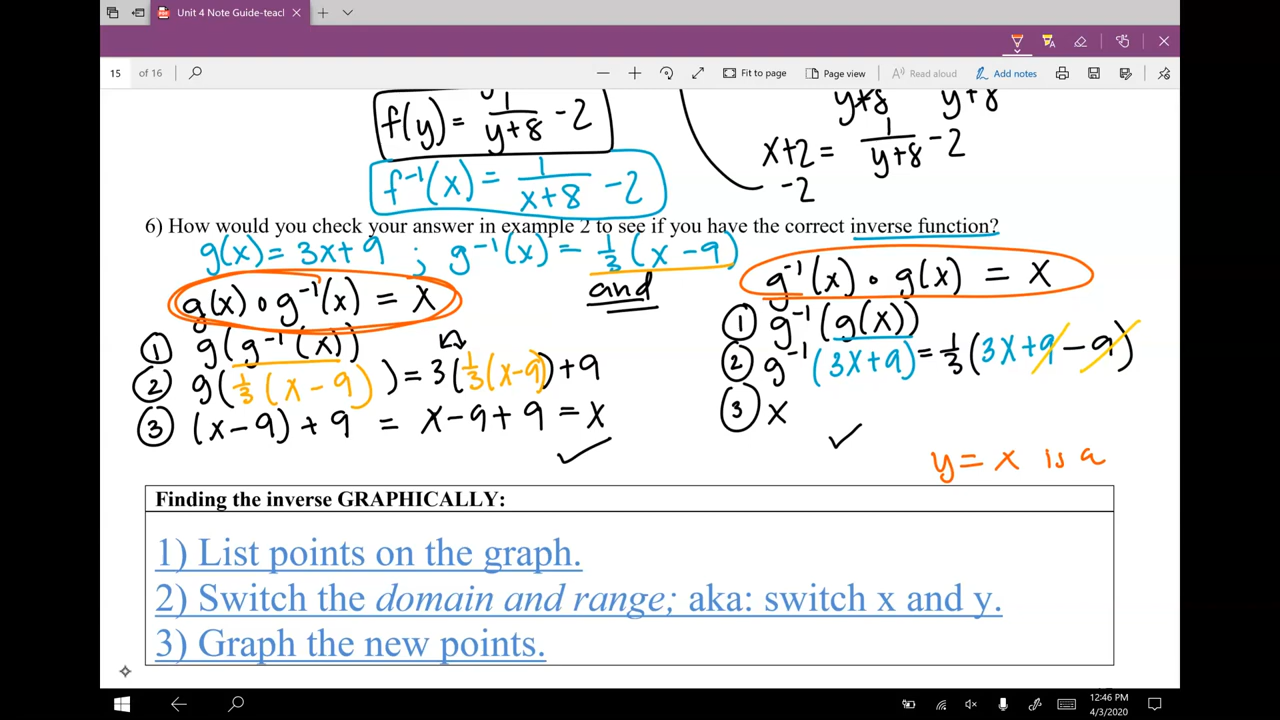 Unit 4 Note Guide-teacl
15 of 16
Fit to page
Page view
Read aloud
Add notes
y+8 y+8
f(y) = 1/(y+8) - 2
x+2 = 1/(y+8) - 2
-2
f⁻¹(x) = 1/(x+8) - 2
6) How would you check your answer in example 2 to see if you have the correct inverse function?
g(x) = 3x+9 ; g⁻¹(x) = 1/3 (x - 9)
g(x) ∘ g⁻¹(x) = X
and
g⁻¹(x) ∘ g(x) = X
① g(g⁻¹(x))
② g(1/3 (x - 9)) = 3(1/3(x-9)) + 9
③ (x - 9) + 9 = x - 9 + 9 = x
① g⁻¹(g(x))
② g⁻¹(3x+9) = 1/3(3x+9 - 9)
③ x
y = x is a
Finding the inverse GRAPHICALLY:
1) List points on the graph.
2) Switch the domain and range; aka: switch x and y.
3) Graph the new points.
12:46 PM
4/3/2020